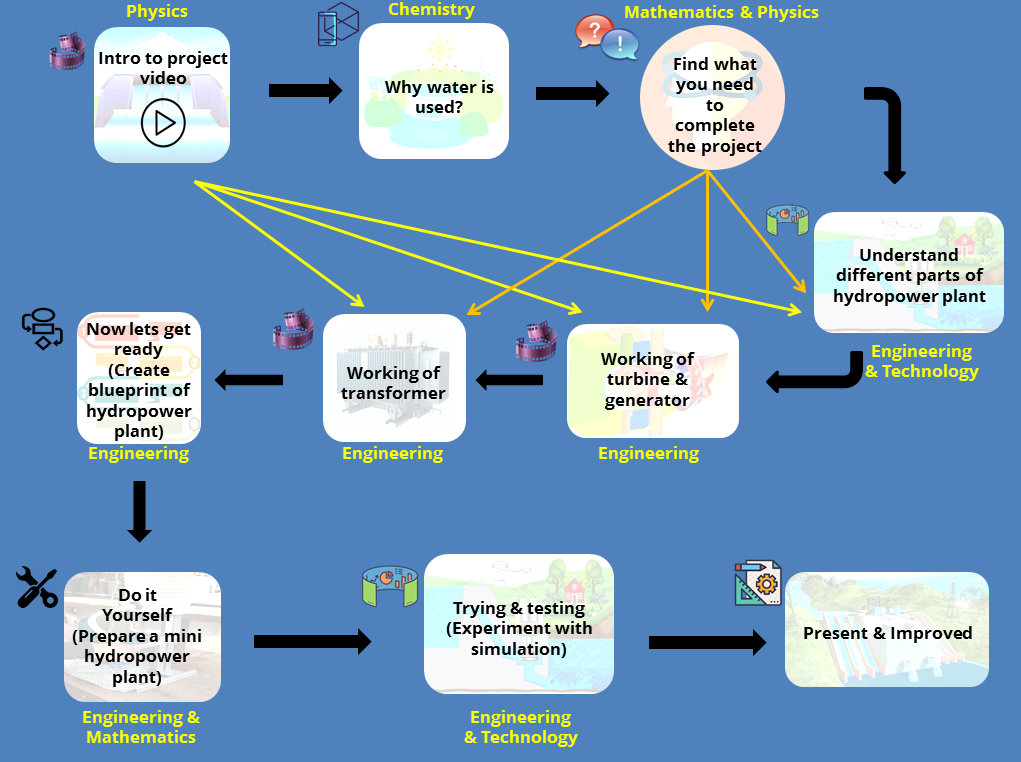 Physics
Intro to project
video
Chemistry
Why water is
used?
Mathematics & Physics
?
!
Find what
you need
to
complete
the project
Understand
different parts of
hydropower plant
Engineering
& Technology
Working of
turbine &
generator
Engineering
Working of
transformer
Engineering
Now lets get
ready
(Create
blueprint of
hydropower
plant)
Engineering
Do it
Yourself
(Prepare a mini
hydropower
plant)
Engineering &
Mathematics
Trying & testing
(Experiment with
simulation)
Engineering
& Technology
Present & Improved